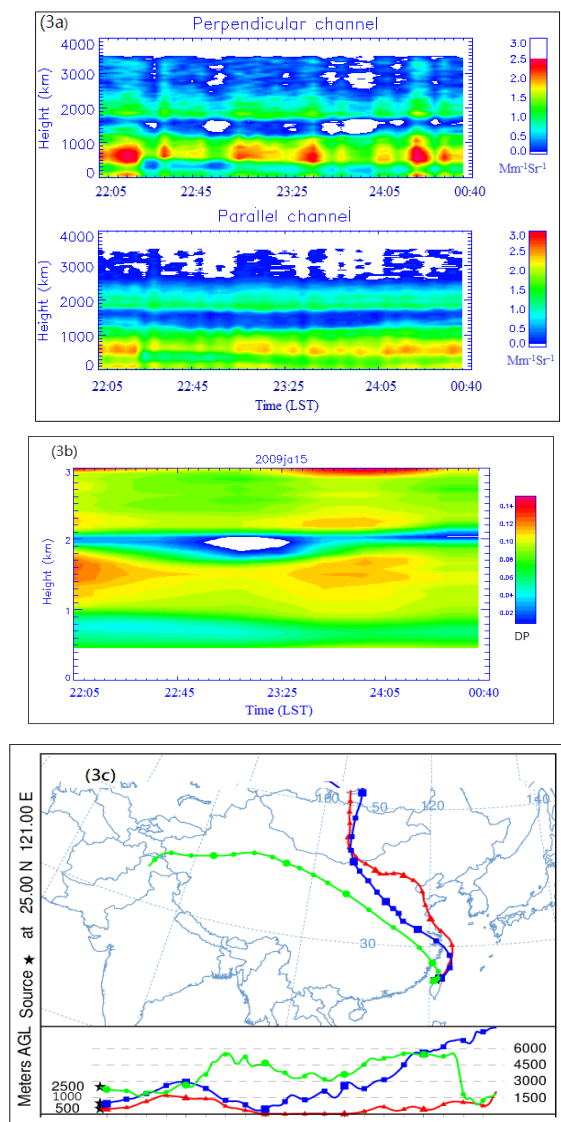 (3a)
Perpendicular channel
Height (km)
4000
3000
2000
1000
0
22:05 22:45 23:25 24:05 00:40
3.0
2.5
2.0
1.5
1.0
0.5
0.0
Mm-1Sr-1
Parallel channel
Height (km)
4000
3000
2000
1000
0
22:05 22:45 23:25 24:05 00:40
Time (LST)
3.0
2.5
2.0
1.5
1.0
0.5
0.0
Mm-1Sr-1
(3b)
2009ja15
Height (km)
3
2
1
0
22:05 22:45 23:25 24:05 00:40
Time (LST)
0.14
0.12
0.10
0.08
0.06
0.04
0.02
DP
(3c)
Source ★ at 25.00 N 121.00 E
100 50 120 140
30
Meters AGL
2500
1000
500
6000
4500
3000
1500